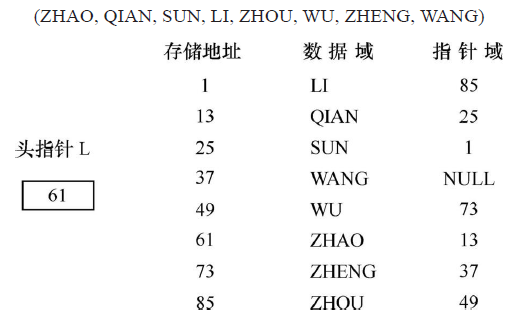 (ZHAO, QIAN, SUN, LI, ZHOU, WU, ZHENG, WANG)
存储地址 数据域 指针域
1 LI 85
13 QIAN 25
头指针 L 25 SUN 1
37 WANG NULL
61
49 WU 73
61 ZHAO 13
73 ZHENG 37
85 ZHOU 49